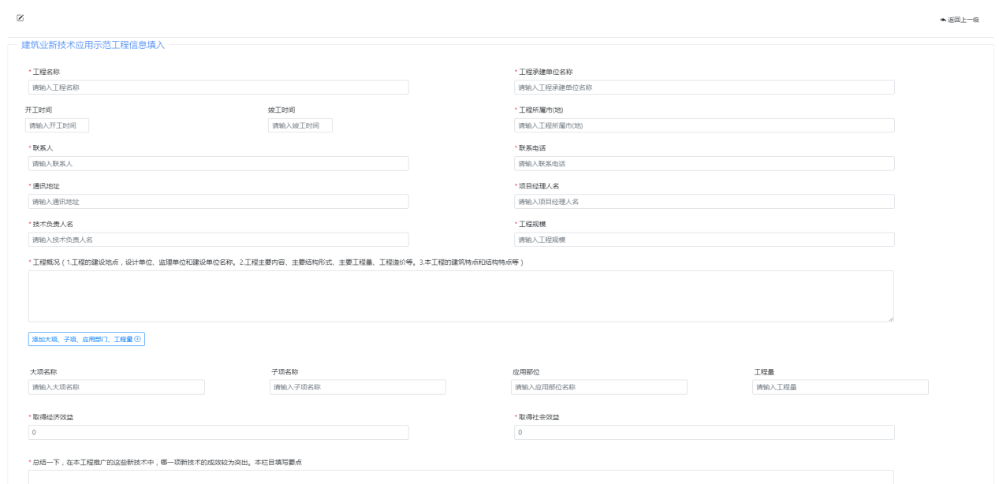 返回上一级
建筑业新技术应用示范工程信息填入
* 工程名称
* 工程承建单位名称
请输入工程名称
请输入工程承建单位名称
开工时间
竣工时间
* 工程所属市(地)
请输入开工时间
请输入竣工时间
请输入工程所属市(地)
* 联系人
* 联系电话
请输入联系人
请输入联系电话
* 通讯地址
* 项目经理人名
请输入通讯地址
请输入项目经理人名
* 技术负责人名
* 工程规模
请输入技术负责人名
请输入工程规模
* 工程概况（1.工程的建设地点，设计单位、监理单位和建设单位名称。2.工程主要内容、主要结构形式、主要工程量、工程造价等。3.本工程的建筑特点和结构特点等）
添加大项、子项、应用部门、工程量
大项名称
子项名称
应用部位
工程量
请输入大项名称
请输入子项名称
请输入应用部位名称
请输入工程量
* 取得经济效益
* 取得社会效益
0
0
* 总结一下，在本工程推广的这些新技术中，哪一项新技术的成效较为突出。本栏目填写要点